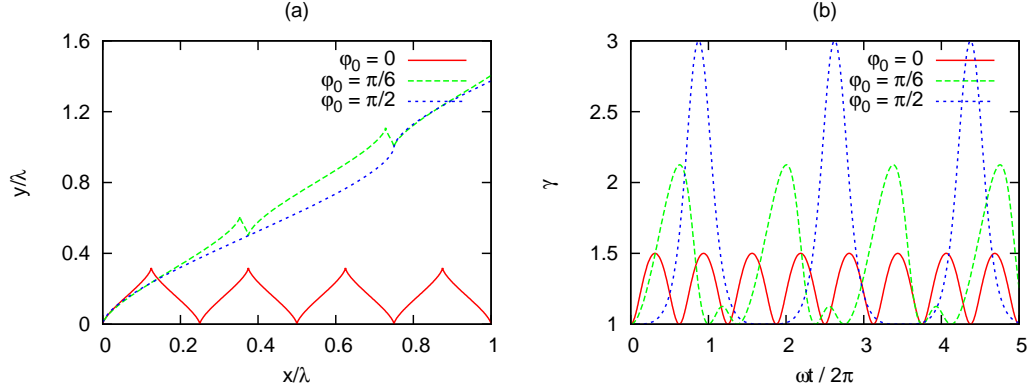 (a)
1.6
1.2
0.8
0.4
0
0 0.2 0.4 0.6 0.8 1
y/λ
x/λ
φ₀ = 0
φ₀ = π/6
φ₀ = π/2
(b)
3
2.5
2
1.5
1
0 1 2 3 4 5
γ
ωt / 2π
φ₀ = 0
φ₀ = π/6
φ₀ = π/2